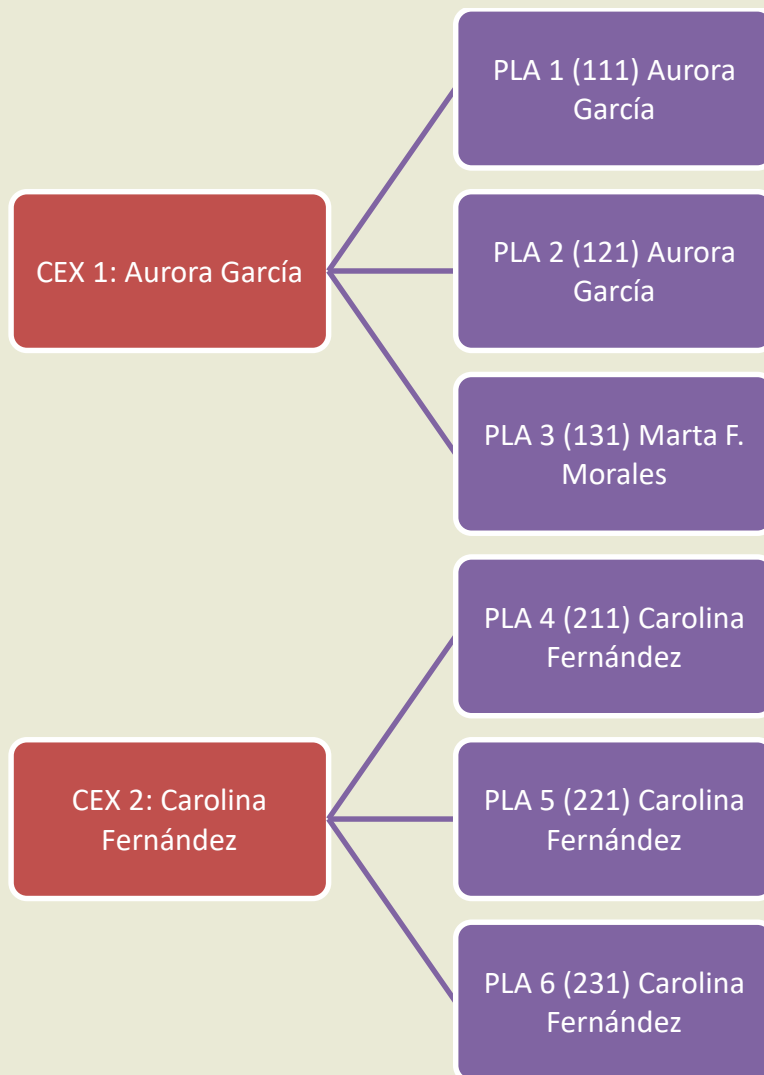 CEX 1: Aurora García
PLA 1 (111) Aurora
García
PLA 2 (121) Aurora
García
PLA 3 (131) Marta F.
Morales
CEX 2: Carolina
Fernández
PLA 4 (211) Carolina
Fernández
PLA 5 (221) Carolina
Fernández
PLA 6 (231) Carolina
Fernández